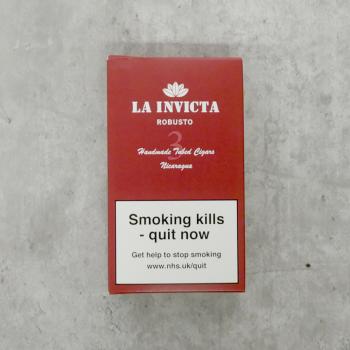 LA INVICTA
ROBUSTO
3
Handmade Tubed Cigars
Nicaragua
Smoking kills
- quit now
Get help to stop smoking
www.nhs.uk/quit